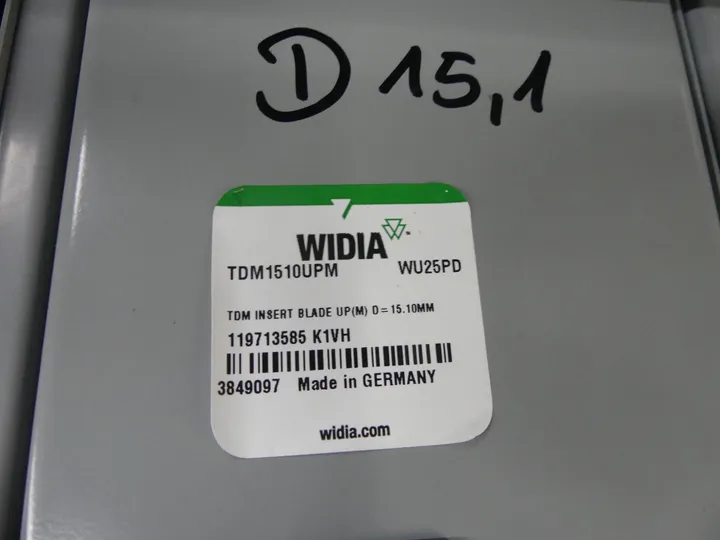 D 15,1
WIDIA
TDM1510UPM WU25PD
TDM INSERT BLADE UP(M) D=15.10MM
119713585 K1VH
3849097 Made in GERMANY
widia.com